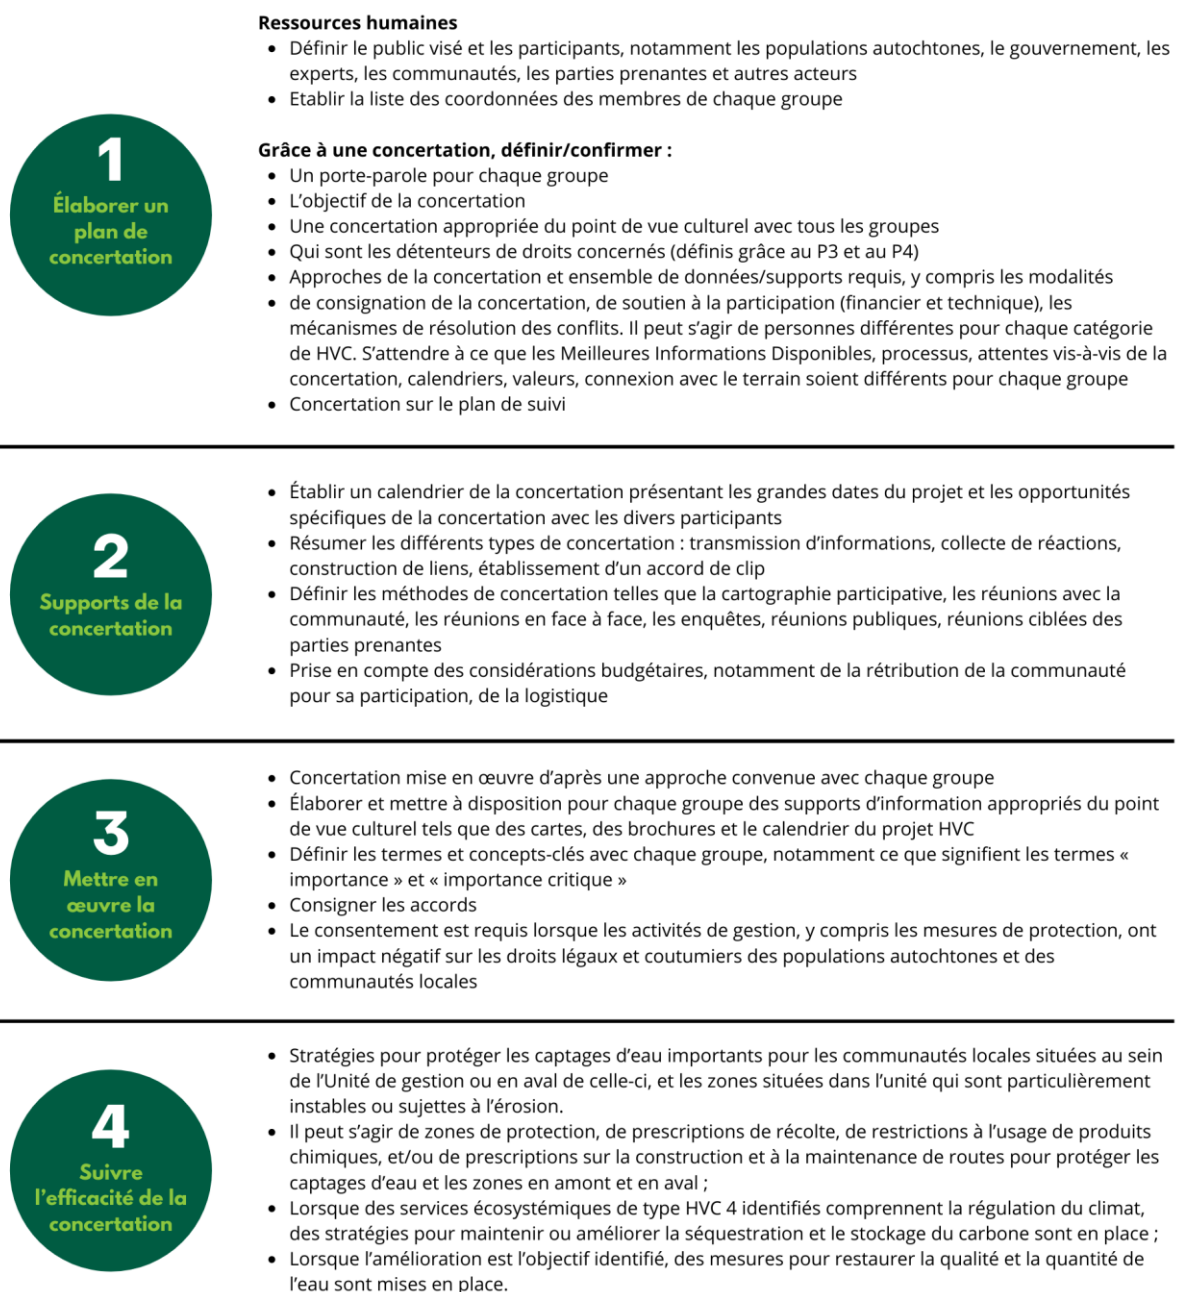 Ressources humaines
• Définir le public visé et les participants, notamment les populations autochtones, le gouvernement, les
experts, les communautés, les parties prenantes et autres acteurs
• Etablir la liste des coordonnées des membres de chaque groupe
1
Élaborer un
plan de
concertation
Grâce à une concertation, définir/confirmer :
• Un porte-parole pour chaque groupe
• L’objectif de la concertation
• Une concertation appropriée du point de vue culturel avec tous les groupes
• Qui sont les détenteurs de droits concernés (définis grâce au P3 et au P4)
• Approches de la concertation et ensemble de données/supports requis, y compris les modalités
• de consignation de la concertation, de soutien à la participation (financier et technique), les
mécanismes de résolution des conflits. Il peut s’agir de personnes différentes pour chaque catégorie
de HVC. S’attendre à ce que les Meilleures Informations Disponibles, processus, attentes vis-à-vis de la
concertation, calendriers, valeurs, connexion avec le terrain soient différents pour chaque groupe
• Concertation sur le plan de suivi
2
Supports de la
concertation
• Établir un calendrier de la concertation présentant les grandes dates du projet et les opportunités
spécifiques de la concertation avec les divers participants
• Résumer les différents types de concertation : transmission d’informations, collecte de réactions,
construction de liens, établissement d’un accord de clip
• Définir les méthodes de concertation telles que la cartographie participative, les réunions avec la
communauté, les réunions en face à face, les enquêtes, réunions publiques, réunions ciblées des
parties prenantes
• Prise en compte des considérations budgétaires, notamment de la rétribution de la communauté
pour sa participation, de la logistique
3
Mettre en
œuvre la
concertation
• Concertation mise en œuvre d’après une approche convenue avec chaque groupe
• Élaborer et mettre à disposition pour chaque groupe des supports d’information appropriés du point
de vue culturel tels que des cartes, des brochures et le calendrier du projet HVC
• Définir les termes et concepts-clés avec chaque groupe, notamment ce que signifient les termes «
importance » et « importance critique »
• Consigner les accords
• Le consentement est requis lorsque les activités de gestion, y compris les mesures de protection, ont
un impact négatif sur les droits légaux et coutumiers des populations autochtones et des
communautés locales
4
Suivre
l’efficacité de la
concertation
• Stratégies pour protéger les captages d’eau importants pour les communautés locales situées au sein
de l’Unité de gestion ou en aval de celle-ci, et les zones situées dans l’unité qui sont particulièrement
instables ou sujettes à l’érosion.
• Il peut s’agir de zones de protection, de prescriptions de récolte, de restrictions à l’usage de produits
chimiques, et/ou de prescriptions sur la construction et à la maintenance de routes pour protéger les
captages d’eau et les zones en amont et en aval ;
• Lorsque des services écosystémiques de type HVC 4 identifiés comprennent la régulation du climat,
des stratégies pour maintenir ou améliorer la séquestration et le stockage du carbone sont en place ;
• Lorsque l’amélioration est l’objectif identifié, des mesures pour restaurer la qualité et la quantité de
l’eau sont mises en place.